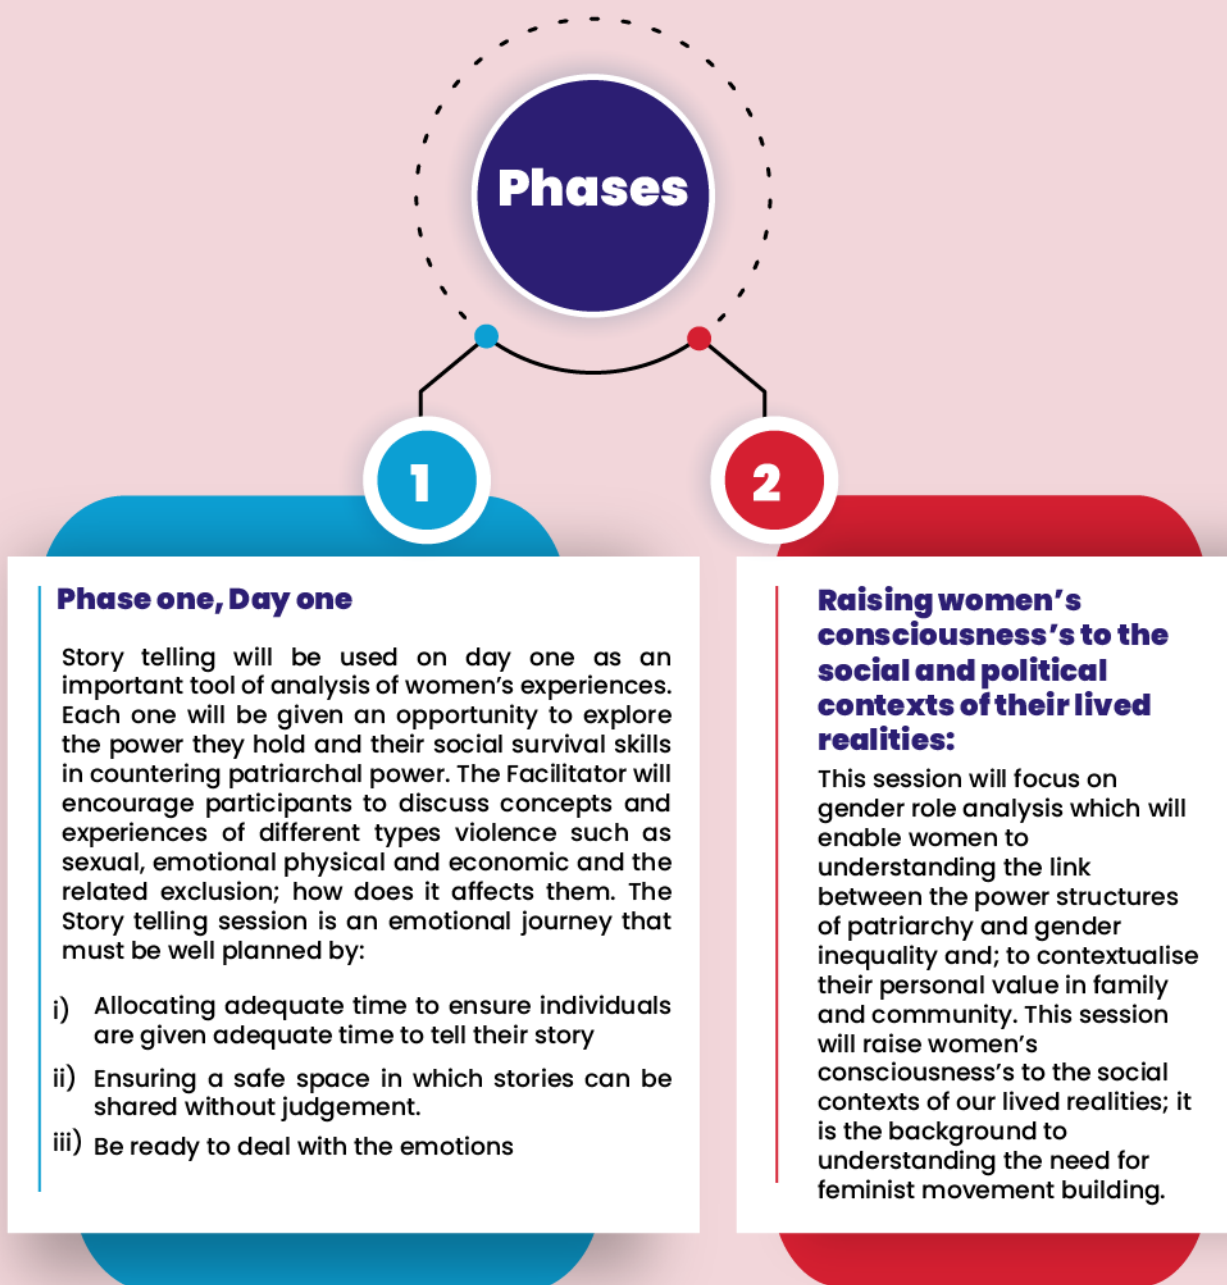 Phases
1
Phase one, Day one
Story telling will be used on day one as an
important tool of analysis of women's experiences.
Each one will be given an opportunity to explore
the power they hold and their social survival skills
in countering patriarchal power. The Facilitator will
encourage participants to discuss concepts and
experiences of different types violence such as
sexual, emotional physical and economic and the
related exclusion; how does it affects them. The
Story telling session is an emotional journey that
must be well planned by:
i) Allocating adequate time to ensure individuals
are given adequate time to tell their story
ii) Ensuring a safe space in which stories can be
shared without judgement.
iii) Be ready to deal with the emotions
2
Raising women's
consciousness's to the
social and political
contexts of their lived
realities:
This session will focus on
gender role analysis which will
enable women to
understanding the link
between the power structures
of patriarchy and gender
inequality and; to contextualise
their personal value in family
and community. This session
will raise women's
consciousness's to the social
contexts of our lived realities; it
is the background to
understanding the need for
feminist movement building.